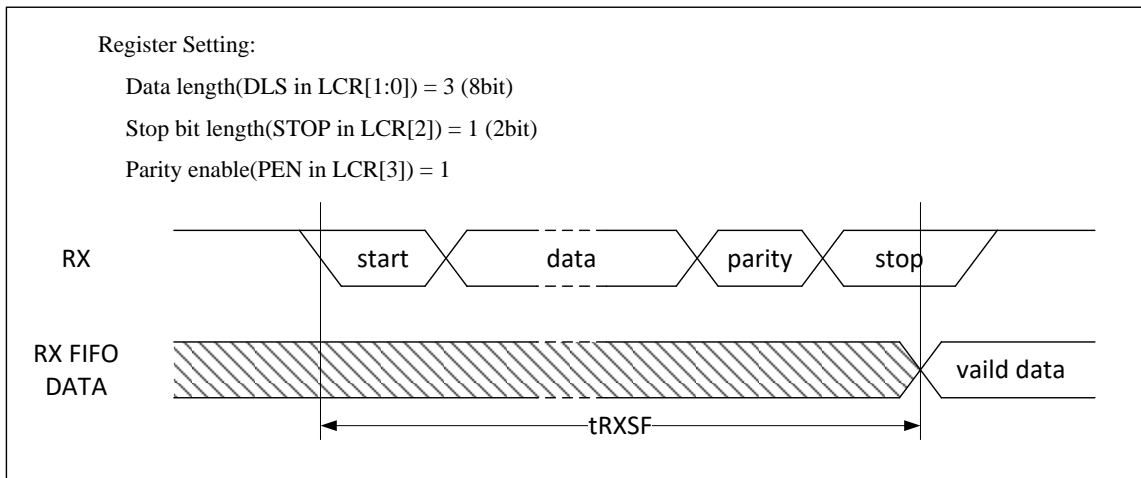 Register Setting:
Data length(DLS in LCR[1:0]) = 3 (8bit)
Stop bit length(STOP in LCR[2]) = 1 (2bit)
Parity enable(PEN in LCR[3]) = 1
RX
start
data
parity
stop
RX FIFO
DATA
vaild data
tRXSF